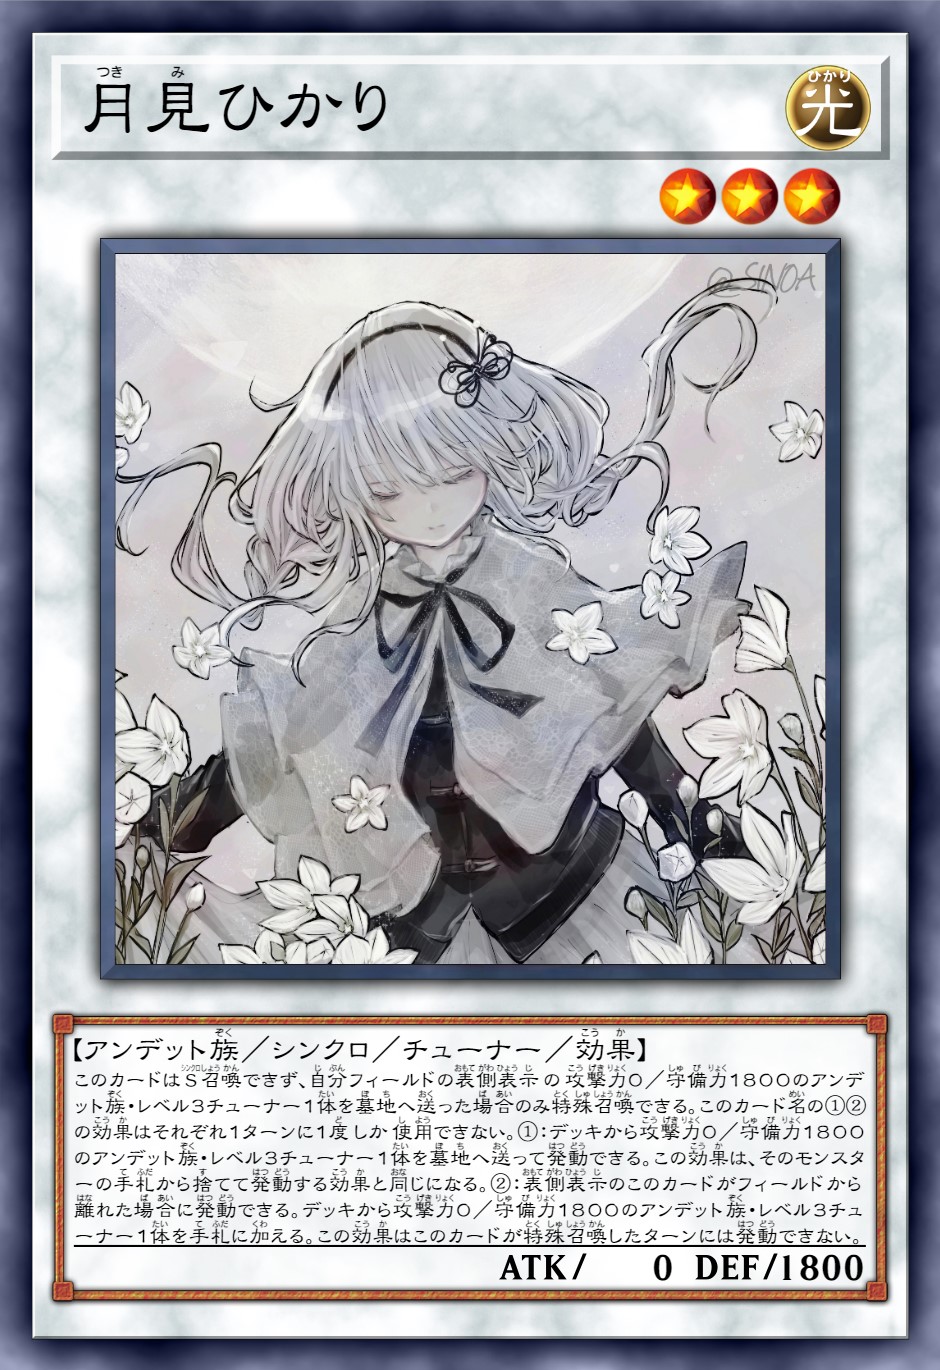 月見ひかり
光
@_SINOA
【アンデット族／シンクロ／チューナー／効果】
このカードはＳ召喚できず、自分フィールドの表側表示の攻撃力０／守備力１８００のアンデ
ット族・レベル３チューナー１体を墓地へ送った場合のみ特殊召喚できる。このカード名の①②
の効果はそれぞれ１ターンに１度しか使用できない。①：デッキから攻撃力０／守備力１８００
のアンデット族・レベル３チューナー１体を墓地へ送って発動できる。この効果は、そのモンスタ
ーの手札から捨てて発動する効果と同じになる。②：表側表示のこのカードがフィールドから
離れた場合に発動できる。デッキから攻撃力０／守備力１８００のアンデット族・レベル３チュ
ーナー１体を手札に加える。この効果はこのカードが特殊召喚したターンには発動できない。
ATK/ 0 DEF/1800